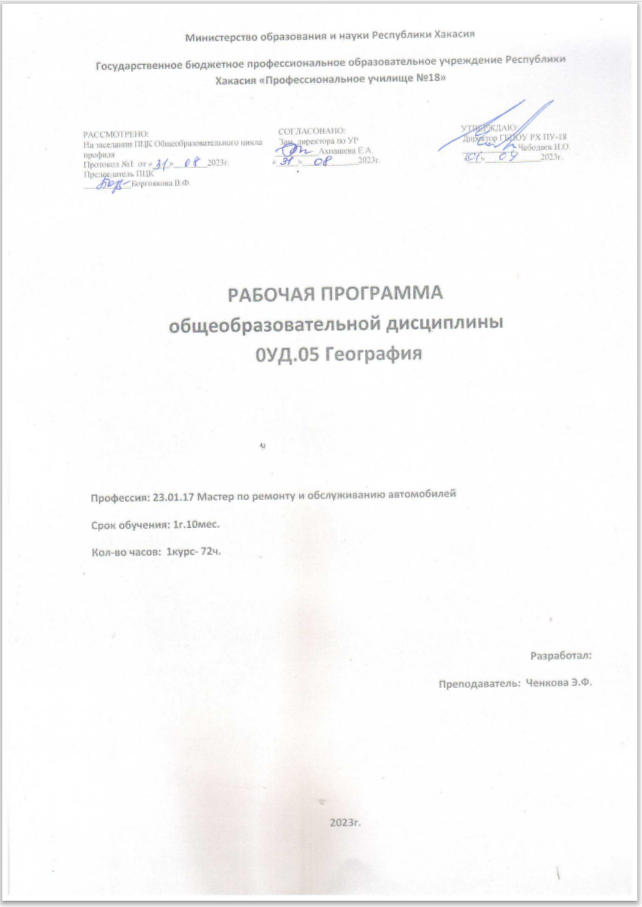 Министерство образования и науки Республики Хакасия
Государственное бюджетное профессиональное образовательное учреждение Республики
Хакасия «Профессиональное училище №18»
РАССМОТРЕНО:
На заседании ПЦК Общеобразовательного цикла
профиля
Протокол №1 от «31»08 2023г.
Председатель ПЦК
Боргоякова В.Ф.
СОГЛАСОВАНО:
Зам. директора по УР
Ахпашева Е.А.
«31»08 2023г.
УТВЕРЖДАЮ:
Директор ГБПОУ РХ ПУ-18
Чебодаев И.О.
«01»09 2023г.
РАБОЧАЯ ПРОГРАММА
общеобразовательной дисциплины
0УД.05 География
Профессия: 23.01.17 Мастер по ремонту и обслуживанию автомобилей
Срок обучения: 1г.10мес.
Кол-во часов: 1курс- 72ч.
Разработал:
Преподаватель: Ченкова Э.Ф.
2023г.